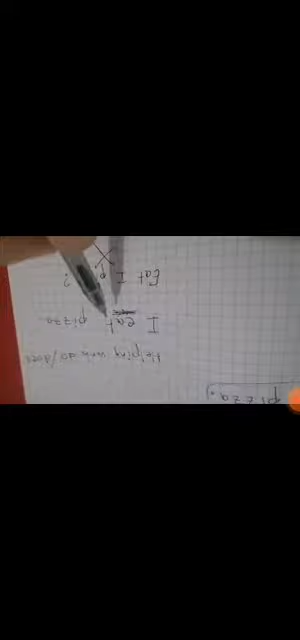 Helping verb do/does
I eat pizza
Eat I p ?
pizza.)